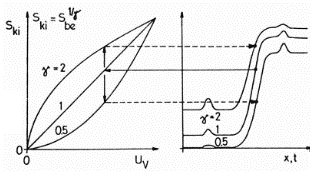 S_ki
S_ki = S_be^1/γ
γ = 2
1
0.5
0
0
U_V
γ = 2
1
0.5
x,t